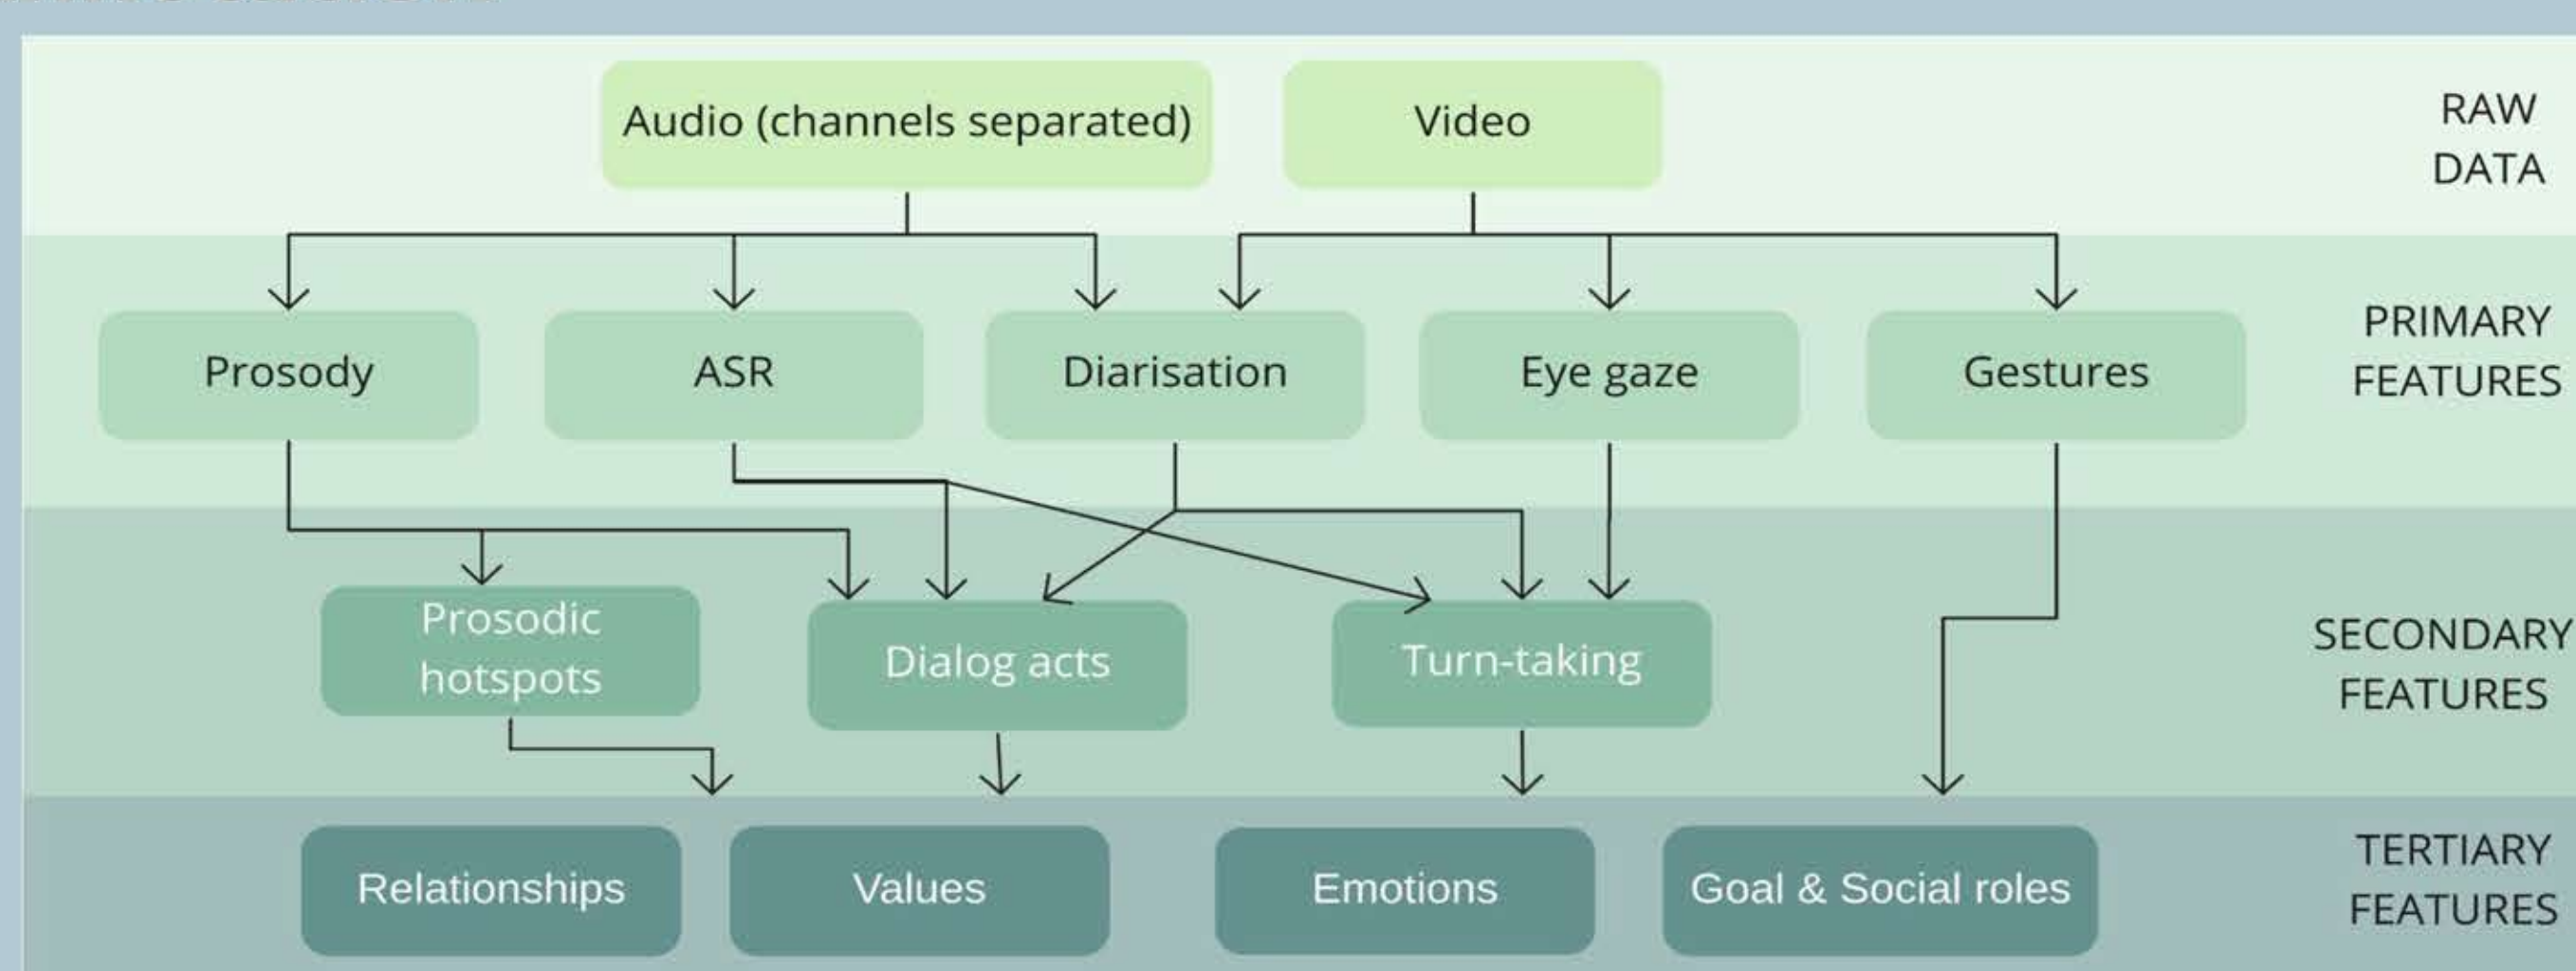 Audio (channels separated)
Video
RAW
DATA
Prosody
ASR
Diarisation
Eye gaze
Gestures
PRIMARY
FEATURES
Prosodic
hotspots
Dialog acts
Turn-taking
SECONDARY
FEATURES
Relationships
Values
Emotions
Goal & Social roles
TERTIARY
FEATURES